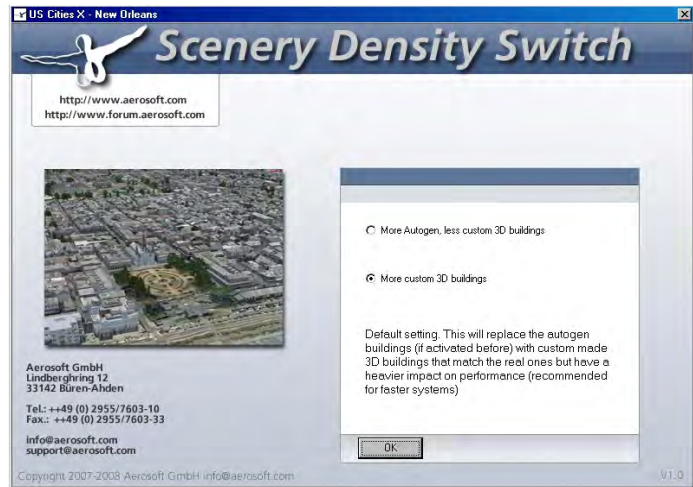 US Cities X - New Orleans
Scenery Density Switch
http://www.aerosoft.com
http://www.forum.aerosoft.com
More Autogen, less custom 3D buildings
More custom 3D buildings
Default setting. This will replace the autogen
buildings (if activated before) with custom made
3D buildings that match the real ones but have a
heavier impact on performance (recommended
for faster systems)
Aerosoft GmbH
Lindberghring 12
33142 Büren-Ahden
Tel.: ++49 (0) 2955/7603-10
Fax.: ++49 (0) 2955/7603-33
info@aerosoft.com
support@aerosoft.com
OK
Copyright 2007-2008 Aerosoft GmbH info@aerosoft.com
V1.0